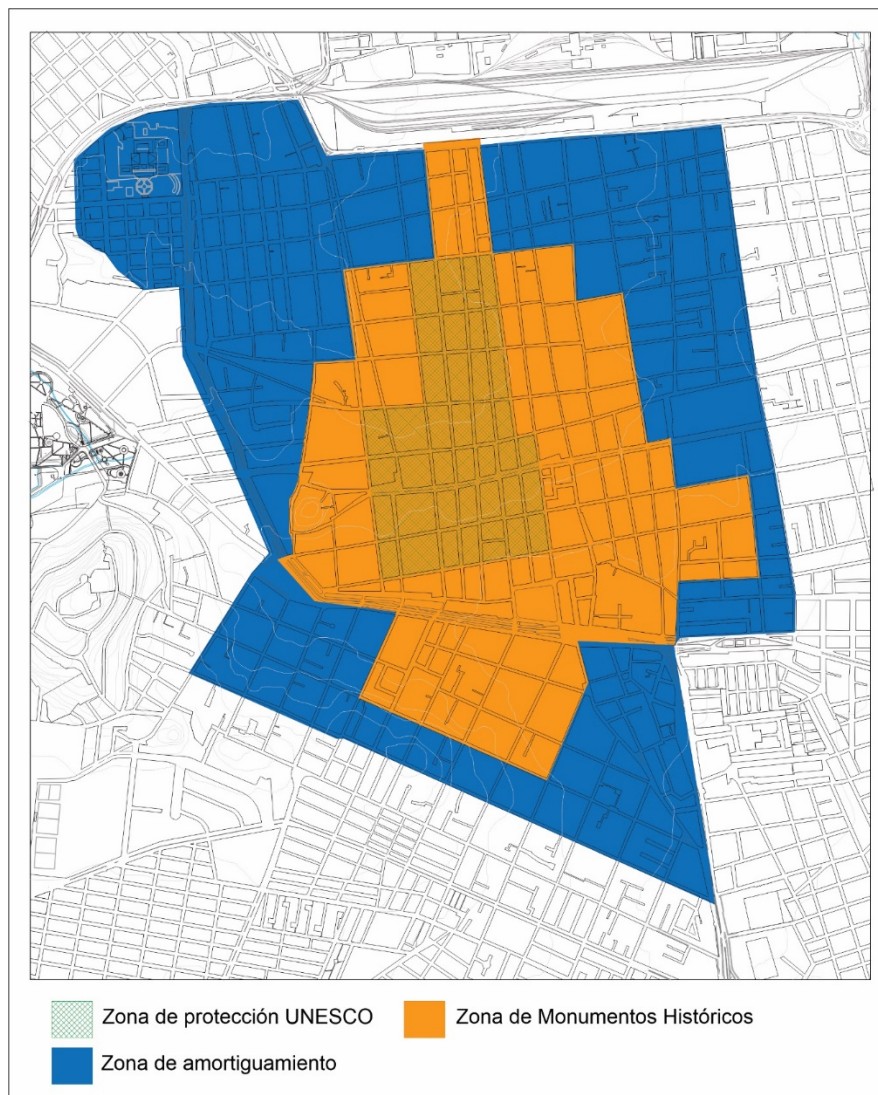 Zona de protección UNESCO
Zona de Monumentos Históricos
Zona de amortiguamiento